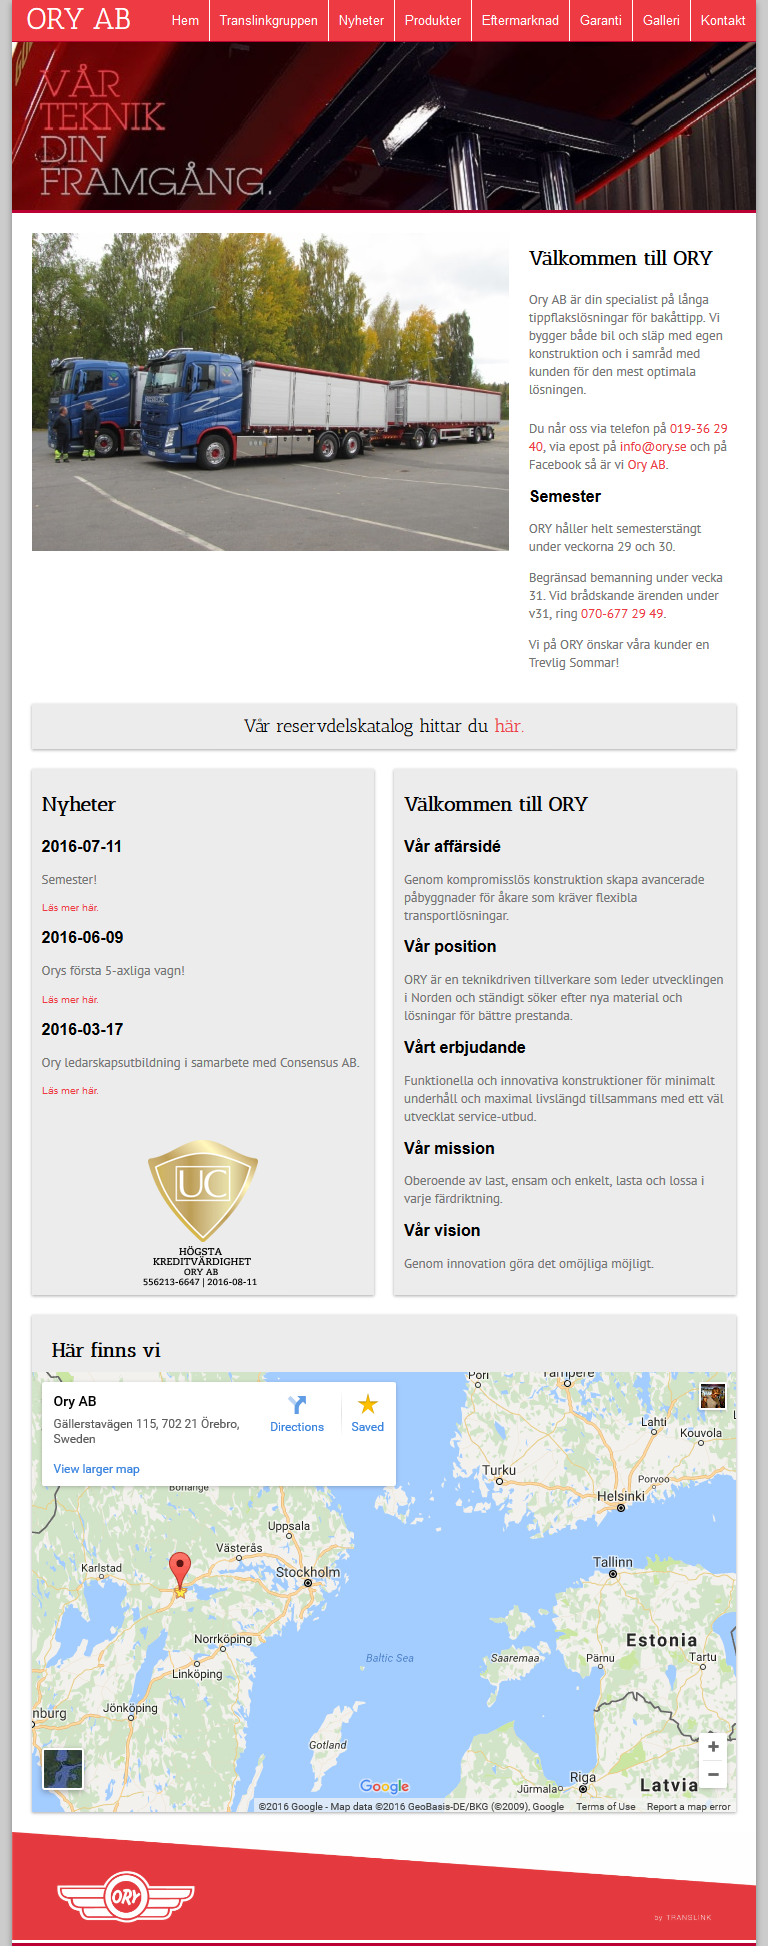 ORY AB
Hem
Translinkgruppen
Nyheter
Produkter
Eftermarknad
Garanti
Galleri
Kontakt
VÅR
TEKNIK
DIN
FRAMGÅNG.
Välkommen till ORY
Ory AB är din specialist på långa
tippflakslösningar för bakåttipp. Vi
bygger både bil och släp med egen
konstruktion och i samråd med
kunden för den mest optimala
lösningen.
Du når oss via telefon på 019-36 29
40, via epost på info@ory.se och på
Facebook så är vi Ory AB.
Semester
ORY håller helt semesterstängt
under veckorna 29 och 30.
Begränsad bemanning under vecka
31. Vid brådskande ärenden under
v31, ring 070-677 29 49.
Vi på ORY önskar våra kunder en
Trevlig Sommar!
Vår reservdelskatalog hittar du här.
Nyheter
2016-07-11
Semester!
Läs mer här.
2016-06-09
Orys första 5-axliga vagn!
Läs mer här.
2016-03-17
Ory ledarskapsutbildning i samarbete med Consensus AB.
Läs mer här.
UC
HÖGSTA
KREDITVÄRDIGHET
ORY AB
556213-6647 | 2016-08-11
Välkommen till ORY
Vår affärsidé
Genom kompromisslös konstruktion skapa avancerade
påbyggnader för åkare som kräver flexibla
transportlösningar.
Vår position
ORY är en teknikdriven tillverkare som leder utvecklingen
i Norden och ständigt söker efter nya material och
lösningar för bättre prestanda.
Vårt erbjudande
Funktionella och innovativa konstruktioner för minimalt
underhåll och maximal livslängd tillsammans med ett väl
utvecklat service-utbud.
Vår mission
Oberoende av last, ensam och enkelt, lasta och lossa i
varje färdriktning.
Vår vision
Genom innovation göra det omöjliga möjligt.
Här finns vi
Ory AB
Gällerstavägen 115, 702 21 Örebro,
Sweden
Directions
Saved
View larger map
Pori
Tampere
Lahti
Kouvola
Turku
Porvoo
Helsinki
Borlänge
Uppsala
Västerås
Karlstad
Stockholm
Tallinn
Norrköping
Estonia
Linköping
Baltic Sea
Saaremaa
Pärnu
Tartu
nburg
Jönköping
Gotland
Riga
Jūrmala
Latvia
+
−
Google
©2016 Google - Map data ©2016 GeoBasis-DE/BKG (©2009), Google
Terms of Use
Report a map error
ORY
by TRANSLINK